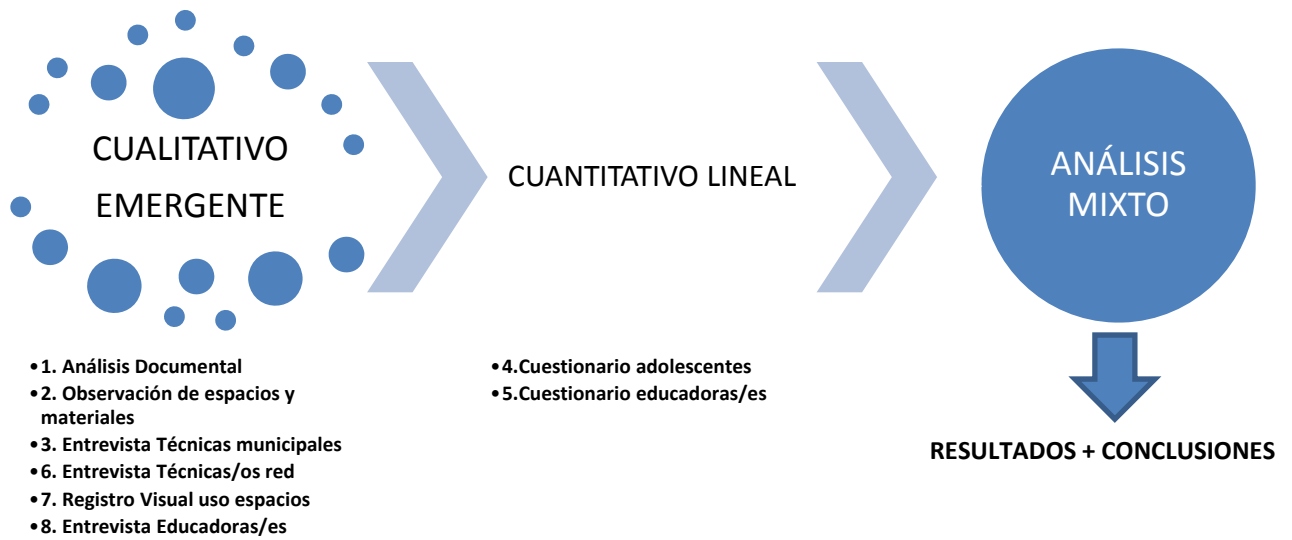 CUALITATIVO
EMERGENTE
•1. Análisis Documental
•2. Observación de espacios y
materiales
•3. Entrevista Técnicas municipales
•6. Entrevista Técnicas/os red
•7. Registro Visual uso espacios
•8. Entrevista Educadoras/es
CUANTITATIVO LINEAL
•4.Cuestionario adolescentes
•5.Cuestionario educadoras/es
ANÁLISIS
MIXTO
RESULTADOS + CONCLUSIONES